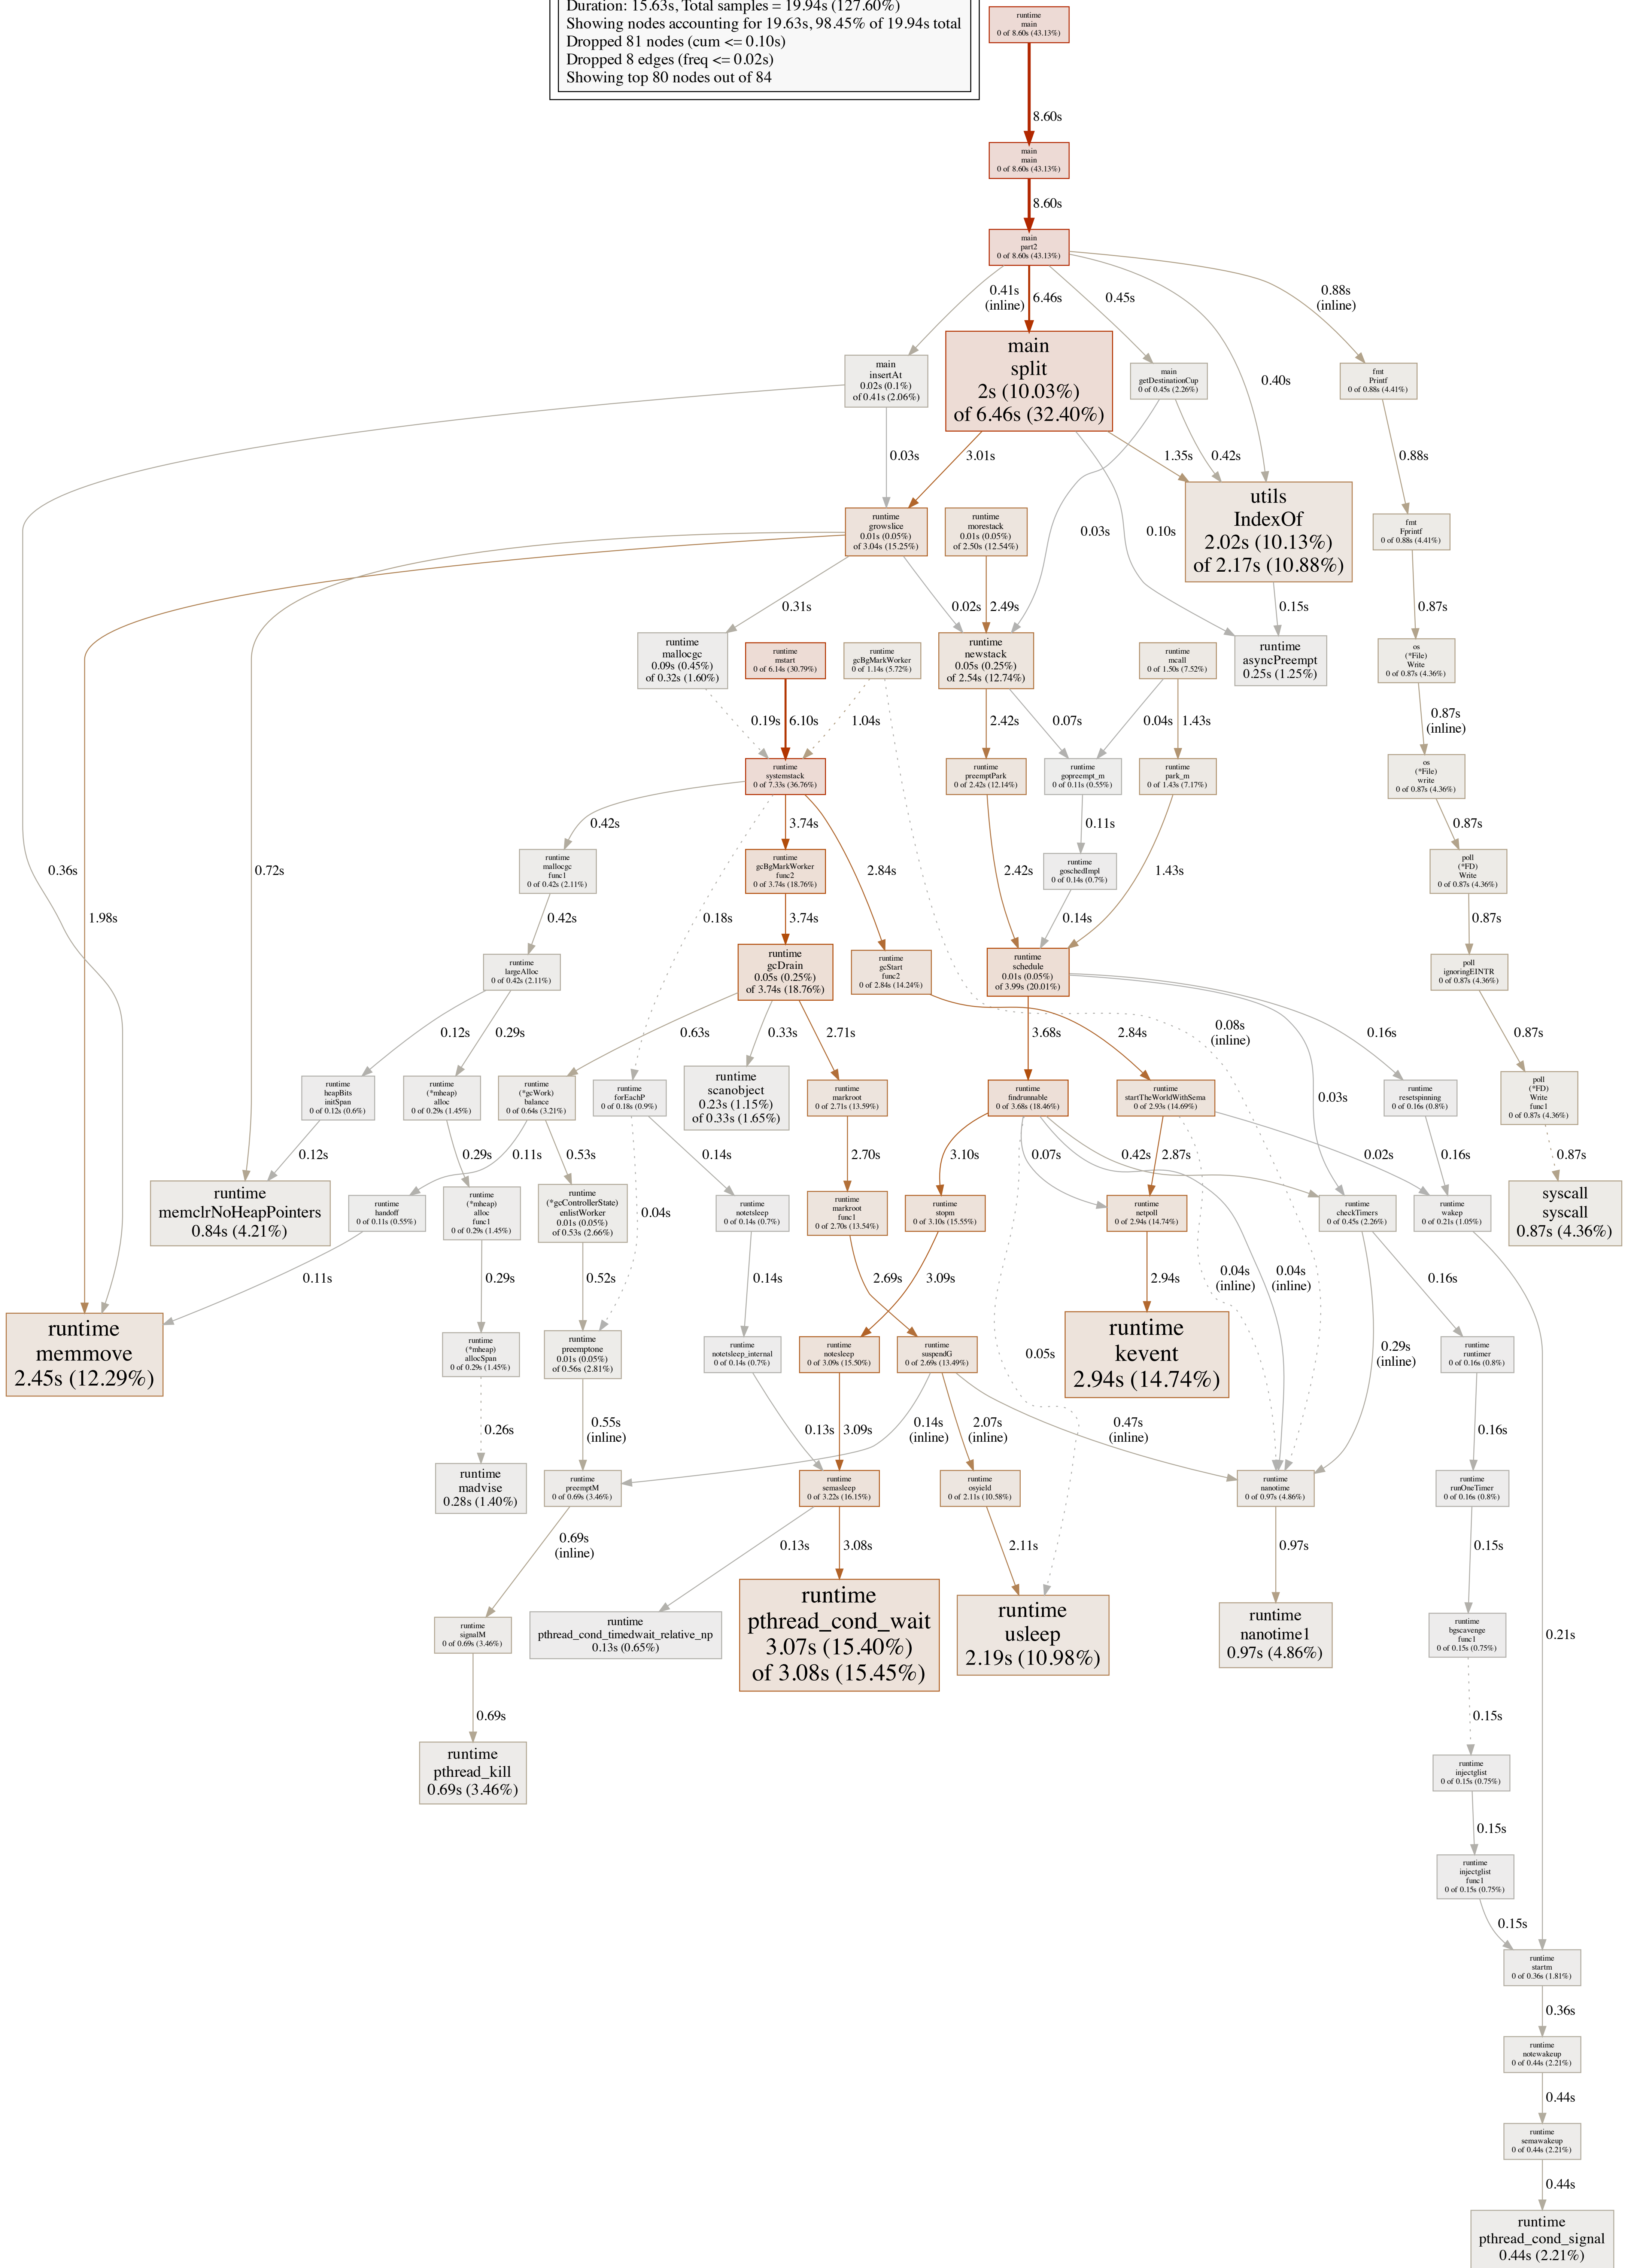 Duration: 15.63s, Total samples = 19.94s (127.60%)
Showing nodes accounting for 19.63s, 98.45% of 19.94s total
Dropped 81 nodes (cum <= 0.10s)
Dropped 8 edges (freq <= 0.02s)
Showing top 80 nodes out of 84
runtime
main
0 of 8.60s (43.13%)
8.60s
main
main
0 of 8.60s (43.13%)
8.60s
main
part2
0 of 8.60s (43.13%)
0.41s
(inline)
6.46s
0.45s
0.40s
0.88s
(inline)
main
insertAt
0.02s (0.1%)
of 0.41s (2.06%)
main
split
2s (10.03%)
of 6.46s (32.40%)
main
getDestinationCup
0 of 0.45s (2.26%)
fmt
Printf
0 of 0.88s (4.41%)
0.03s
3.01s
1.35s
0.42s
0.88s
runtime
growslice
0.01s (0.05%)
of 3.04s (15.25%)
runtime
morestack
0.01s (0.05%)
of 2.50s (12.54%)
0.03s
0.10s
utils
IndexOf
2.02s (10.13%)
of 2.17s (10.88%)
fmt
Fprintf
0 of 0.88s (4.41%)
0.31s
0.02s
2.49s
0.15s
0.87s
runtime
mallocgc
0.09s (0.45%)
of 0.32s (1.60%)
runtime
mstart
0 of 6.14s (30.79%)
runtime
gcBgMarkWorker
0 of 1.14s (5.72%)
runtime
newstack
0.05s (0.25%)
of 2.54s (12.74%)
runtime
mcall
0 of 1.50s (7.52%)
runtime
asyncPreempt
0.25s (1.25%)
os
(*File)
Write
0 of 0.87s (4.36%)
0.19s
6.10s
1.04s
2.42s
0.07s
0.04s
1.43s
0.87s
(inline)
runtime
systemstack
0 of 7.33s (36.76%)
runtime
preemptPark
0 of 2.42s (12.14%)
runtime
gopreempt_m
0 of 0.11s (0.55%)
runtime
park_m
0 of 1.43s (7.17%)
os
(*File)
write
0 of 0.87s (4.36%)
0.42s
3.74s
0.11s
0.87s
runtime
mallocgc
func1
0 of 0.42s (2.11%)
runtime
gcBgMarkWorker
func2
0 of 3.74s (18.76%)
2.84s
2.42s
runtime
goschedImpl
0 of 0.14s (0.7%)
1.43s
poll
(*FD)
Write
0 of 0.87s (4.36%)
0.36s
0.72s
1.98s
0.42s
0.18s
3.74s
0.14s
0.87s
runtime
largeAlloc
0 of 0.42s (2.11%)
runtime
gcDrain
0.05s (0.25%)
of 3.74s (18.76%)
runtime
gcStart
func2
0 of 2.84s (14.24%)
runtime
schedule
0.01s (0.05%)
of 3.99s (20.01%)
poll
ignoringEINTR
0 of 0.87s (4.36%)
0.12s
0.29s
0.63s
0.33s
2.71s
3.68s
2.84s
0.08s
(inline)
0.16s
0.87s
runtime
heapBits
initSpan
0 of 0.12s (0.6%)
runtime
(*mheap)
alloc
0 of 0.29s (1.45%)
runtime
(*gcWork)
balance
0 of 0.64s (3.21%)
runtime
forEachP
0 of 0.18s (0.9%)
runtime
scanobject
0.23s (1.15%)
of 0.33s (1.65%)
runtime
markroot
0 of 2.71s (13.59%)
runtime
findrunnable
0 of 3.68s (18.46%)
runtime
startTheWorldWithSema
0 of 2.93s (14.69%)
0.03s
runtime
resetspinning
0 of 0.16s (0.8%)
poll
(*FD)
Write
func1
0 of 0.87s (4.36%)
0.12s
0.29s
0.11s
0.53s
0.14s
2.70s
3.10s
0.07s
0.42s
2.87s
0.02s
0.16s
0.87s
runtime
memclrNoHeapPointers
0.84s (4.21%)
runtime
handoff
0 of 0.11s (0.55%)
runtime
(*mheap)
alloc
func1
0 of 0.29s (1.45%)
runtime
(*gcControllerState)
enlistWorker
0.01s (0.05%)
of 0.53s (2.66%)
0.04s
runtime
notetsleep
0 of 0.14s (0.7%)
runtime
markroot
func1
0 of 2.70s (13.54%)
runtime
stopm
0 of 3.10s (15.55%)
runtime
netpoll
0 of 2.94s (14.74%)
runtime
checkTimers
0 of 0.45s (2.26%)
runtime
wakep
0 of 0.21s (1.05%)
syscall
syscall
0.87s (4.36%)
0.11s
0.29s
0.52s
0.14s
2.69s
3.09s
2.94s
0.04s
(inline)
0.04s
(inline)
0.16s
runtime
memmove
2.45s (12.29%)
runtime
(*mheap)
allocSpan
0 of 0.29s (1.45%)
runtime
preemptone
0.01s (0.05%)
of 0.56s (2.81%)
runtime
notetsleep_internal
0 of 0.14s (0.7%)
runtime
notesleep
0 of 3.09s (15.50%)
runtime
suspendG
0 of 2.69s (13.49%)
0.05s
runtime
kevent
2.94s (14.74%)
0.29s
(inline)
runtime
runtimer
0 of 0.16s (0.8%)
0.26s
0.55s
(inline)
0.13s
3.09s
0.14s
(inline)
2.07s
(inline)
0.47s
(inline)
0.16s
runtime
madvise
0.28s (1.40%)
runtime
preemptM
0 of 0.69s (3.46%)
runtime
semasleep
0 of 3.22s (16.15%)
runtime
osyield
0 of 2.11s (10.58%)
runtime
nanotime
0 of 0.97s (4.86%)
runtime
runOneTimer
0 of 0.16s (0.8%)
0.69s
(inline)
0.13s
3.08s
2.11s
0.97s
0.15s
runtime
signalM
0 of 0.69s (3.46%)
runtime
pthread_cond_timedwait_relative_np
0.13s (0.65%)
runtime
pthread_cond_wait
3.07s (15.40%)
of 3.08s (15.45%)
runtime
usleep
2.19s (10.98%)
runtime
nanotime1
0.97s (4.86%)
runtime
bgscavenge
func1
0 of 0.15s (0.75%)
0.21s
0.69s
0.15s
runtime
pthread_kill
0.69s (3.46%)
runtime
injectglist
0 of 0.15s (0.75%)
0.15s
runtime
injectglist
func1
0 of 0.15s (0.75%)
0.15s
runtime
startm
0 of 0.36s (1.81%)
0.36s
runtime
notewakeup
0 of 0.44s (2.21%)
0.44s
runtime
semawakeup
0 of 0.44s (2.21%)
0.44s
runtime
pthread_cond_signal
0.44s (2.21%)